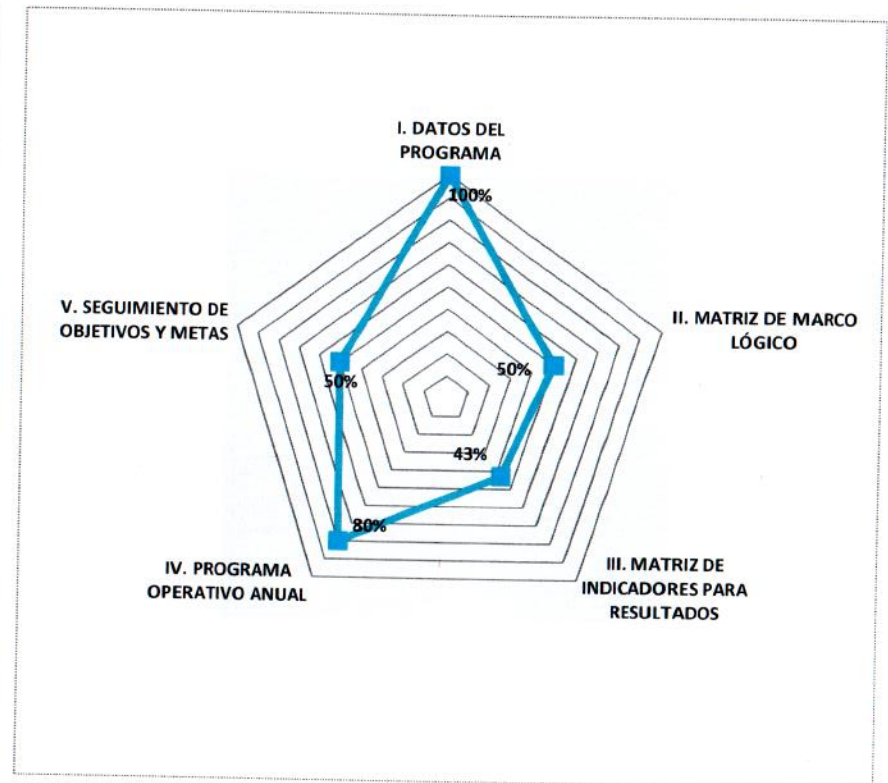 I. DATOS DEL
PROGRAMA
100%
II. MATRIZ DE MARCO
LÓGICO
50%
43%
III. MATRIZ DE
INDICADORES PARA
RESULTADOS
80%
IV. PROGRAMA
OPERATIVO ANUAL
50%
V. SEGUIMIENTO DE
OBJETIVOS Y METAS